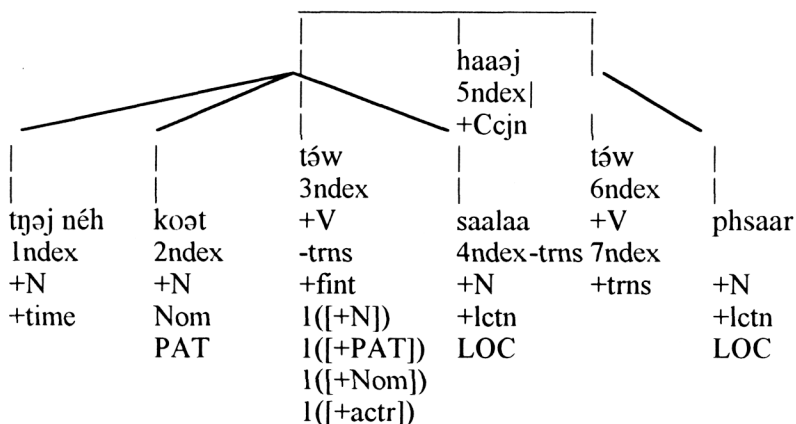 haaəj
5ndex|
+Ccjn
tə́w tə́w
3ndex 6ndex
tŋəj néh koət +V saalaa +V phsaar
1ndex 2ndex -trns 4ndex-trns 7ndex
+N +N +fint +N +trns +N
+time Nom 1([+N]) +lctn +lctn
PAT 1([+PAT]) LOC LOC
1([+Nom])
1([+actr])